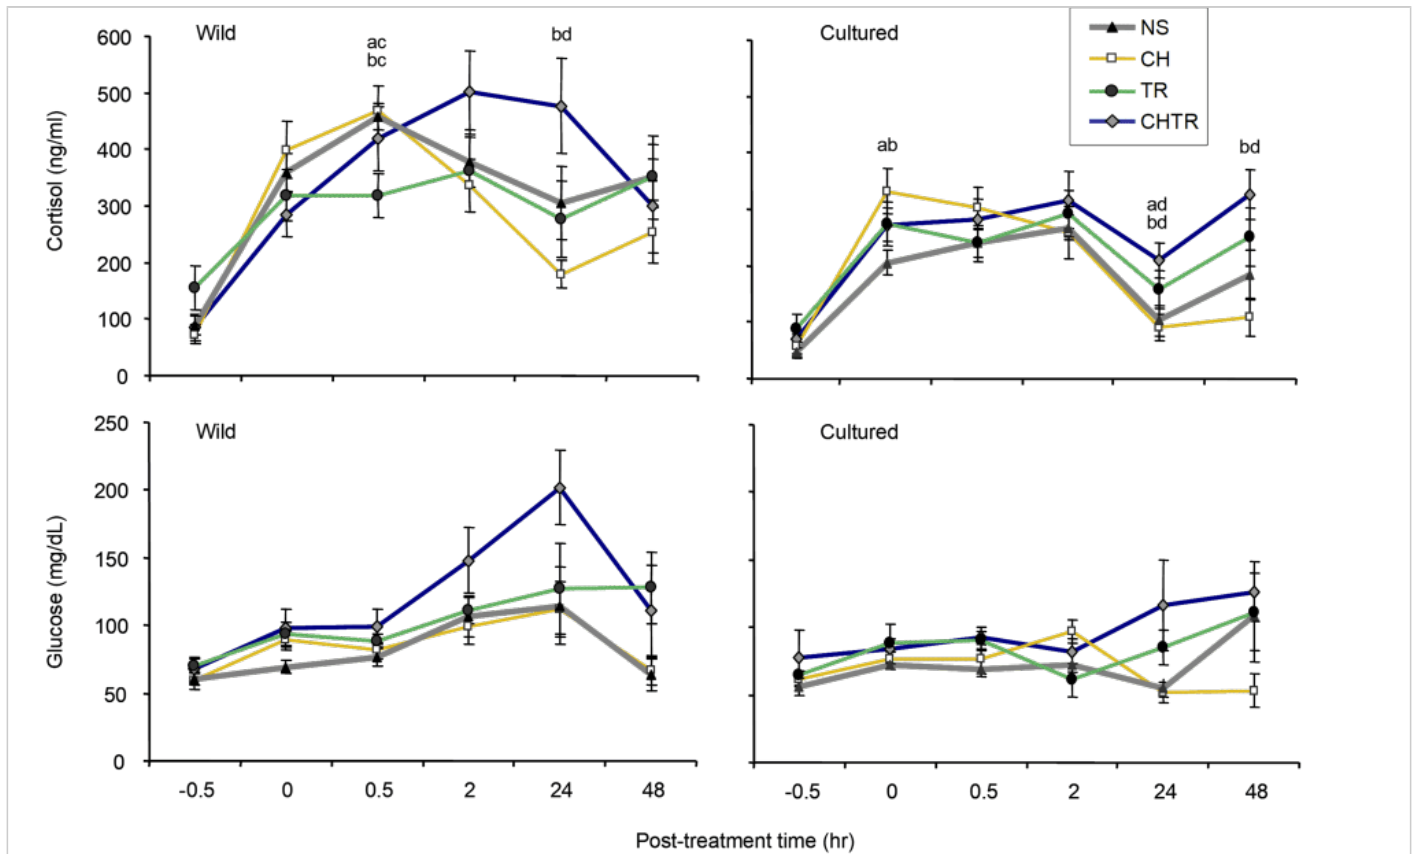 Wild
Cultured
NS
CH
TR
CHTR
600
500
400
300
200
100
0
Cortisol (ng/ml)
ac
bc
bd
ab
ad
bd
bd
Wild
Cultured
250
200
150
100
50
0
Glucose (mg/dL)
-0.5 0 0.5 2 24 48
-0.5 0 0.5 2 24 48
Post-treatment time (hr)